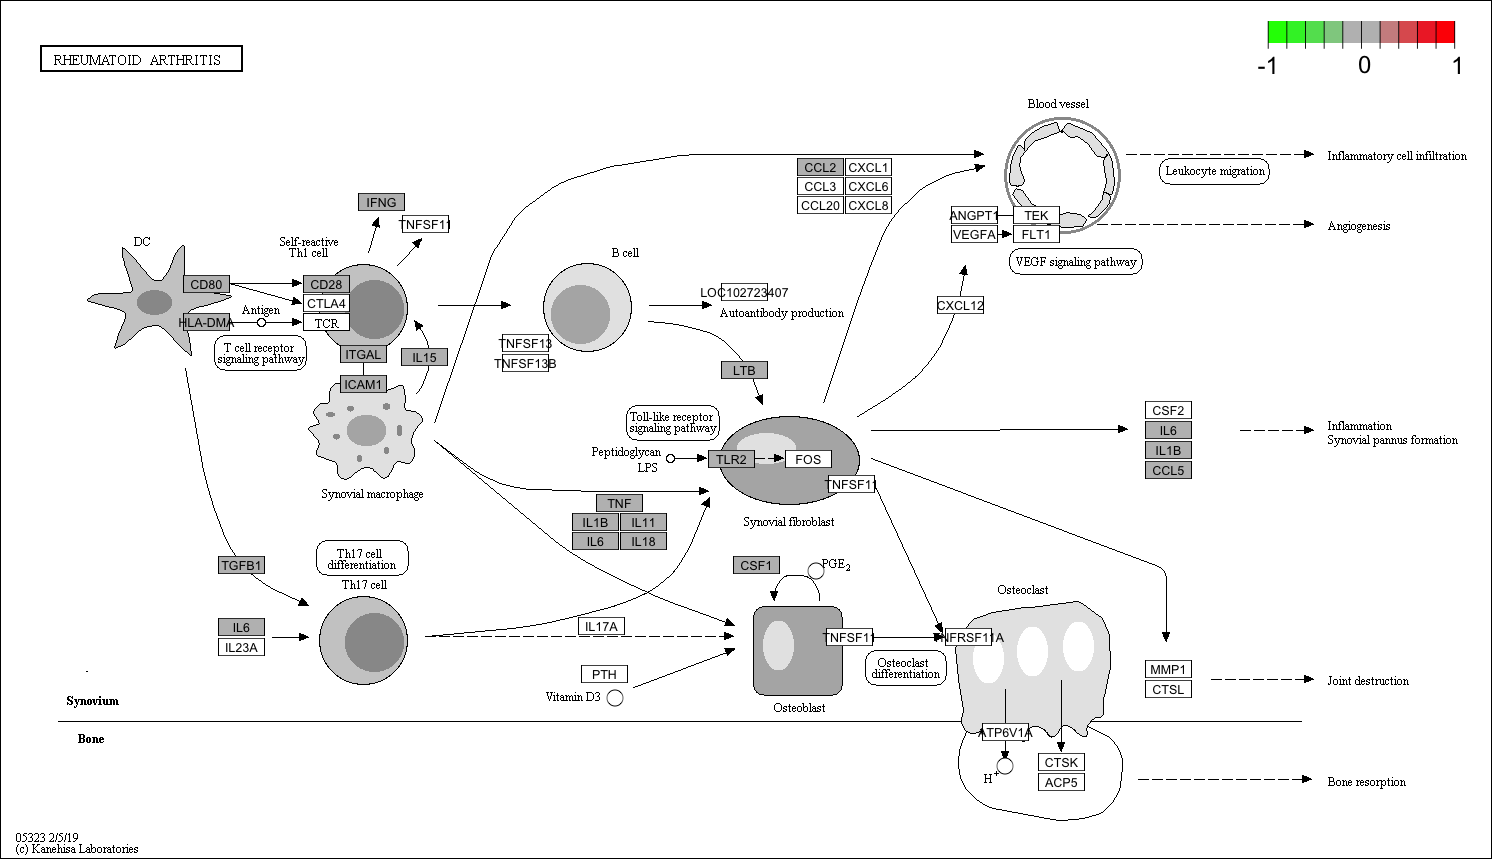 RHEUMATOID ARTHRITIS
-1 0 1
Blood vessel
Inflammatory cell infiltration
Leukocyte migration
CCL2 CXCL1
CCL3 CXCL6
CCL20 CXCL8
IFNG
TNFSF11
ANGPT1 TEK
VEGFA FLT1
Angiogenesis
VEGF signaling pathway
DC
Self-reactive
Th1 cell
B cell
CD80 CD28
CTLA4
Antigen
HLA-DMA TCR
T cell receptor
signaling pathway
ITGAL
IL15
ICAM1
LOC102723407
Autoantibody production
CXCL12
TNFSF13
TNFSF13B
LTB
Toll-like receptor
signaling pathway
Peptidoglycan
LPS
TLR2 FOS
TNFSF11
Synovial fibroblast
CSF2
IL6
IL1B
CCL5
Inflammation
Synovial pannus formation
Synovial macrophage
TNF
IL1B IL11
IL6 IL18
TGFB1
Th17 cell
differentiation
Th17 cell
IL6
IL23A
CSF1
PGE2
IL17A
PTH
Vitamin D3
TNFSF11
Osteoblast
Osteoclast
differentiation
Osteoclast
TNFRSF11A
MMP1
CTSL
Joint destruction
Synovium
Bone
ATP6V1A
H+
CTSK
ACP5
Bone resorption
05323 2/5/19
(c) Kanehisa Laboratories